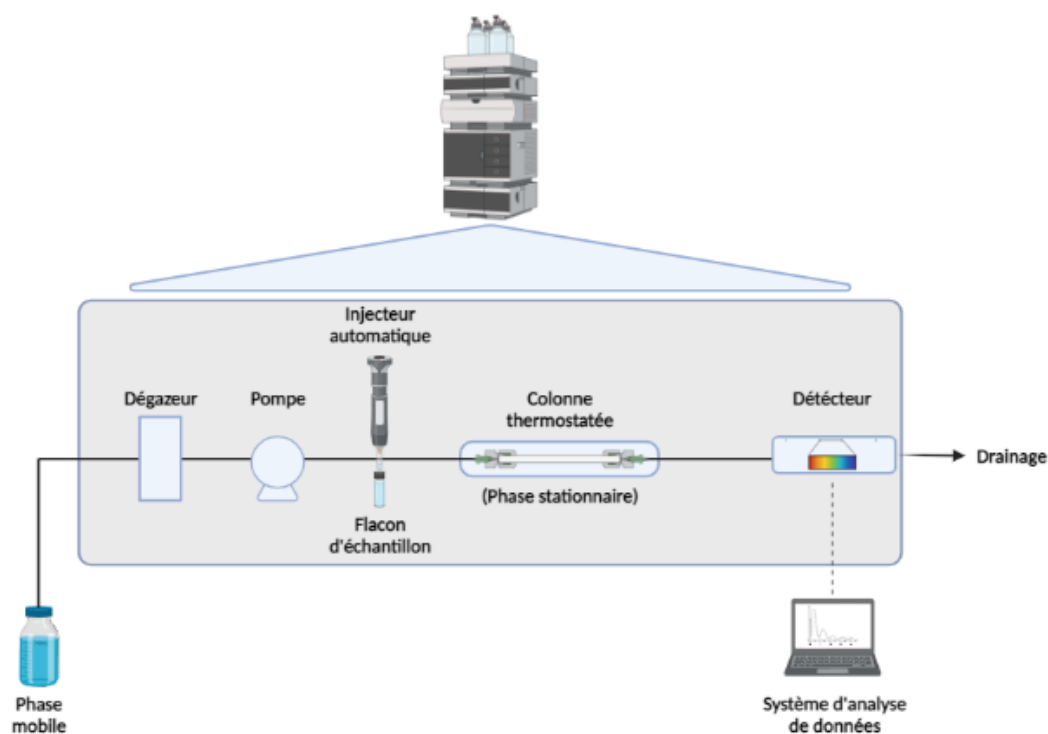 Injecteur
automatique
Dégazeur
Pompe
Colonne
thermostatée
Détécteur
Drainage
(Phase stationnaire)
Flacon
d'échantillon
Phase
mobile
Système d'analyse
de données